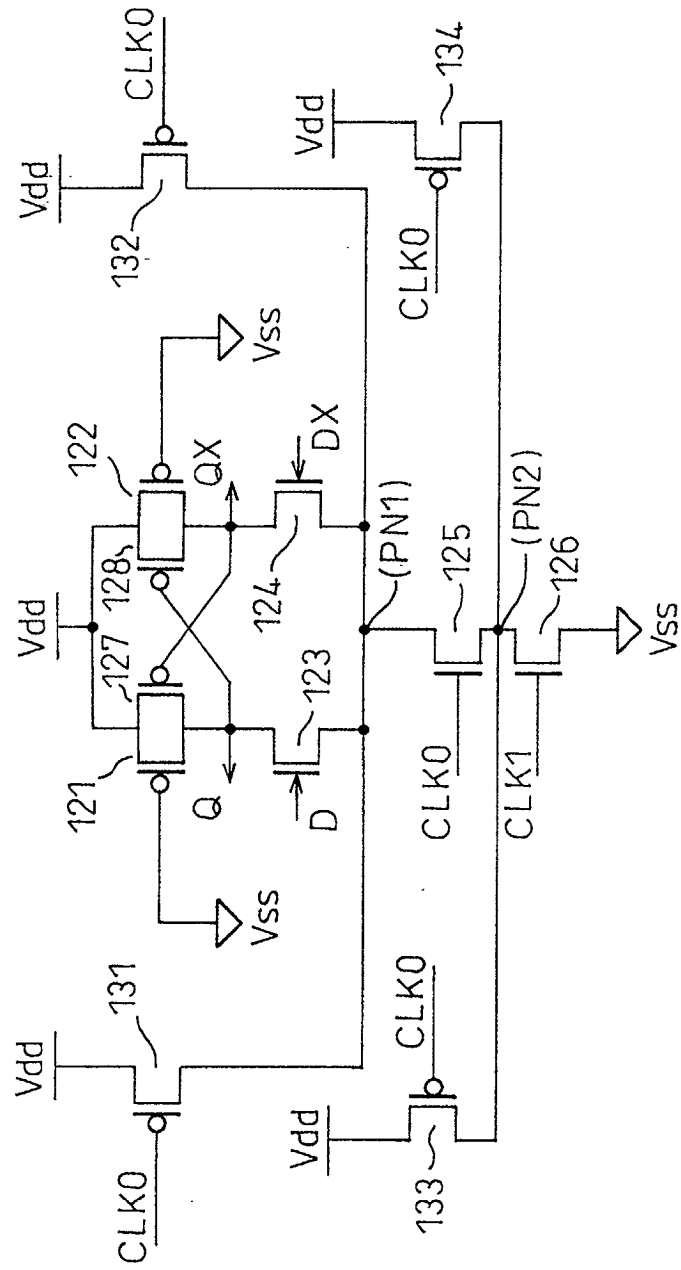 Vdd
CLK0
131
Vdd
CLK0
132
Vdd
121
127
128
122
Vss
Vss
Q
QX
D
123
124
DX
(PN1)
Vdd
CLK0
133
Vdd
CLK0
134
CLK0
125
(PN2)
CLK1
126
Vss